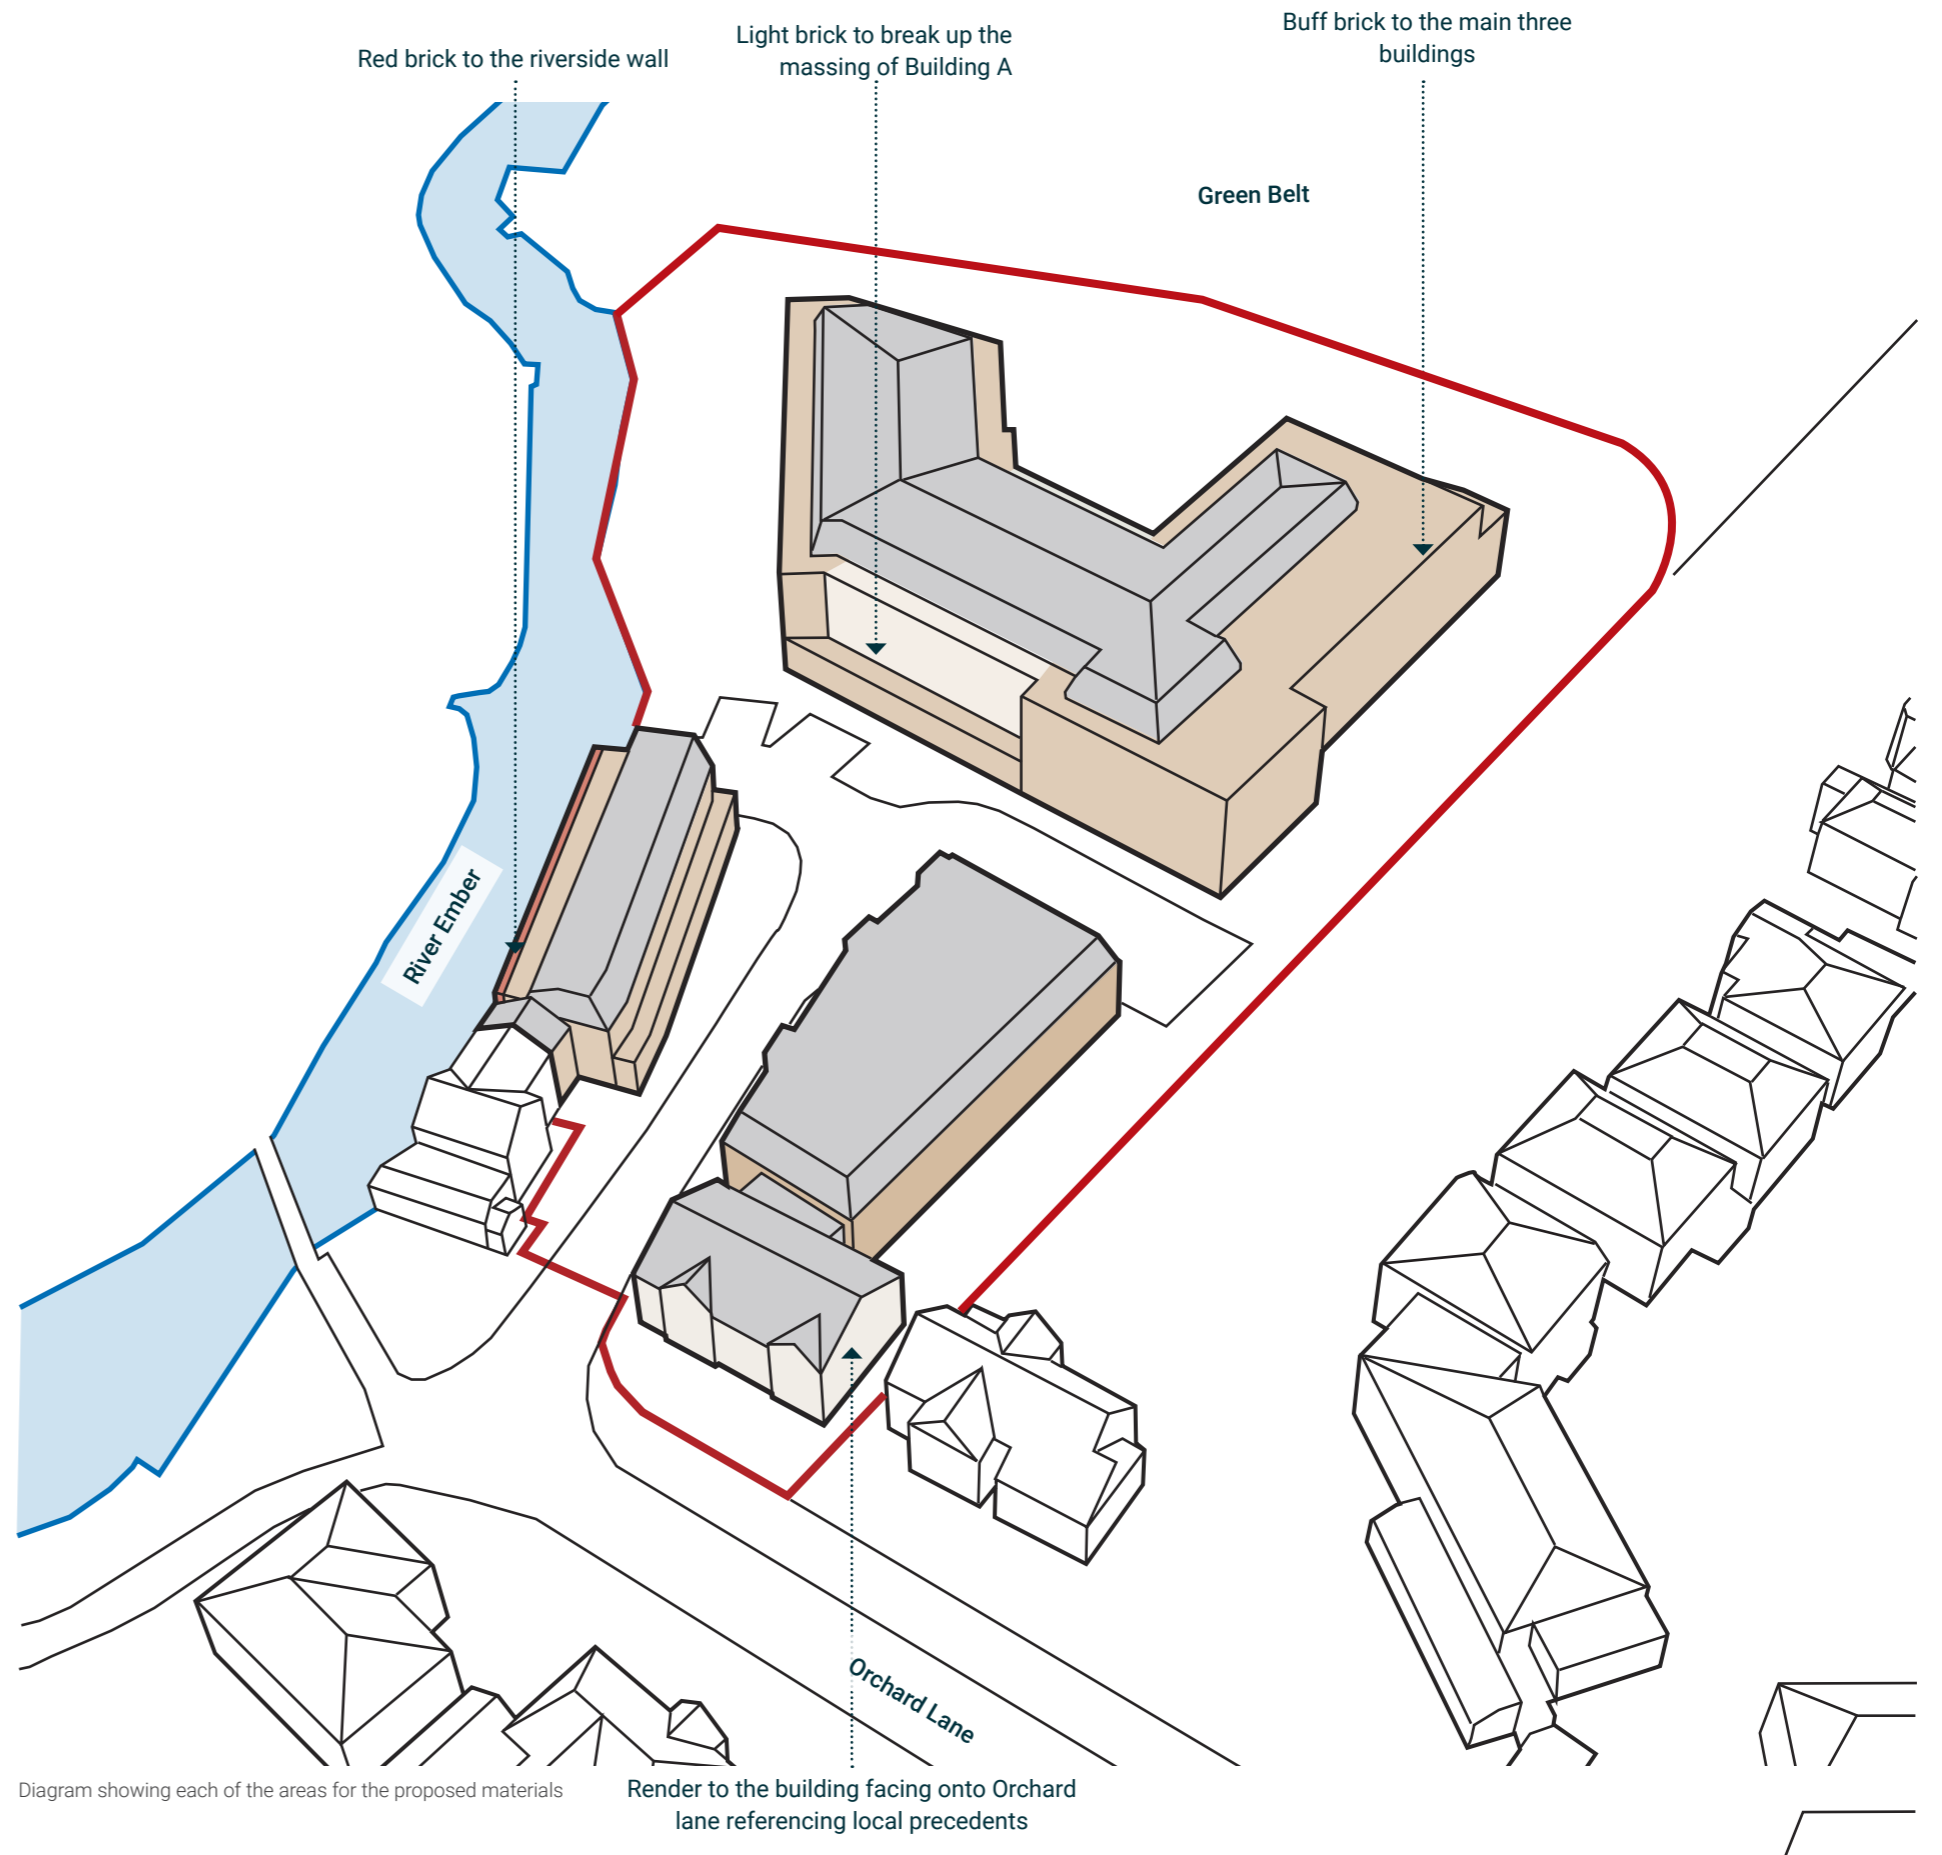 Red brick to the riverside wall
Light brick to break up the
massing of Building A
Buff brick to the main three
buildings
Green Belt
River Ember
Orchard Lane
Diagram showing each of the areas for the proposed materials
Render to the building facing onto Orchard
lane referencing local precedents